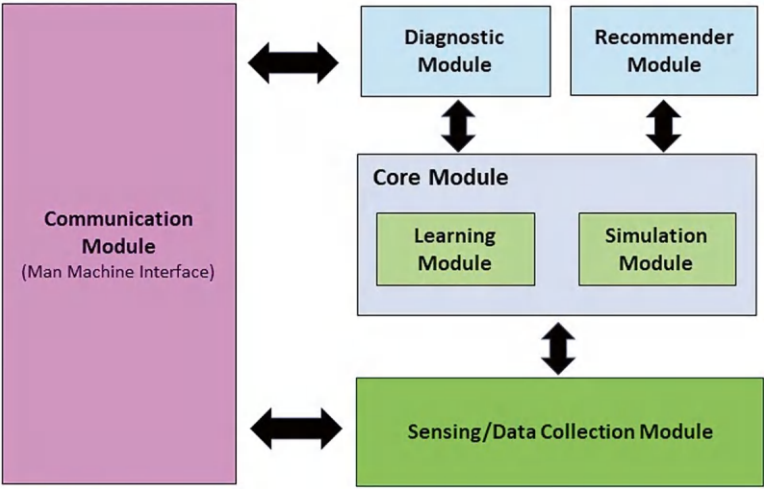 Communication
Module
(Man Machine Interface)
Diagnostic
Module
Recommender
Module
Core Module
Learning
Module
Simulation
Module
Sensing/Data Collection Module